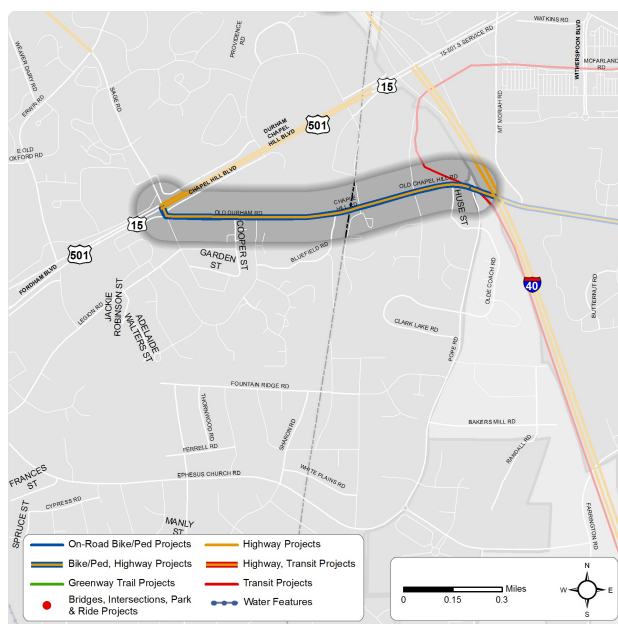 WATKINS RD
PROVIDENCE
RD
WEAVER DAIRY RD
SAGE RD
ERWIN RD
E OLD
OXFORD RD
15-501 S SERVICE RD
WITHERSPOON BLVD
MCFARLAND
RD
MT MORIAH RD
15
501
DURHAM
CHAPEL
HILL BLVD
CHAPEL HILL BLVD
OLD CHAPEL HILL RD
CHAPEL
HILL RD
OLD DURHAM RD
15
501
FORDHAM BLVD
COOPER ST
HUSE ST
GARDEN
ST
BLUEFIELD RD
OLDE COACH RD
40
BUTTERNUT RD
LEGION RD
JACKIE
ROBINSON ST
ADELAIDE
WALTERS ST
CLARK LAKE RD
POPE RD
FOUNTAIN RIDGE RD
THORNWOOD RD
SHARON RD
BAKERS MILL RD
FERRELL RD
RANDALL RD
WHITE PLAINS RD
EPHESUS CHURCH RD
FRANCES
ST
CYPRESS RD
SPRUCE ST
MANLY
ST
FARRINGTON RD
On-Road Bike/Ped Projects
Highway Projects
Bike/Ped, Highway Projects
Highway, Transit Projects
Greenway Trail Projects
Transit Projects
Bridges, Intersections, Park
& Ride Projects
Water Features
Miles
0 0.15 0.3
N
W E
S